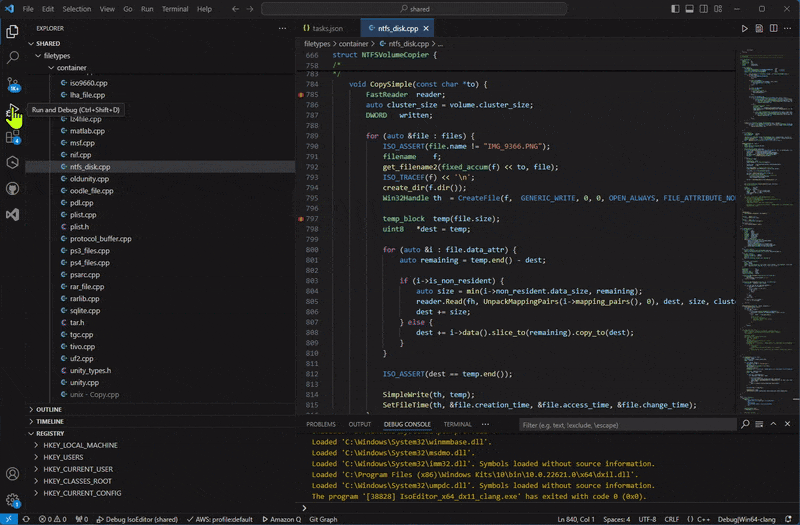 File Edit Selection View Go Run Terminal Help
shared
EXPLORER
SHARED
filetypes
container
iso9660.cpp
lha_file.cpp
Run and Debug (Ctrl+Shift+D)
lz4file.cpp
matlab.cpp
msf.cpp
nif.cpp
ntfs_disk.cpp
oldunity.cpp
oodle_file.cpp
pdl.cpp
plist.cpp
plist.h
protocol_buffer.cpp
ps3_files.cpp
ps4_files.cpp
psarc.cpp
rar_file.cpp
rarlib.cpp
sqlite.cpp
tar.h
tgc.cpp
tivo.cpp
uf2.cpp
unity_types.h
unity.cpp
unix - Copy.cpp
OUTLINE
TIMELINE
REGISTRY
HKEY_LOCAL_MACHINE
HKEY_USERS
HKEY_CURRENT_USER
HKEY_CLASSES_ROOT
HKEY_CURRENT_CONFIG
tasks.json
ntfs_disk.cpp
filetypes > container > ntfs_disk.cpp > ...
666 struct NTFSVolumeCopier {
758 /*
783 */
784 void CopySimple(const char *to) {
785 FastReader reader;
786 auto cluster_size = volume.cluster_size;
787 DWORD written;
788
789 for (auto &file : files) {
790 ISO_ASSERT(file.name != "IMG_9366.PNG");
791 filename f;
792 get_filename2(fixed_accum(f) << to, file);
793 ISO_TRACEF(f) << '\n';
794 create_dir(f.dir());
795 Win32Handle th = CreateFile(f, GENERIC_WRITE, 0, 0, OPEN_ALWAYS, FILE_ATTRIBUTE_NO
796
797 temp_block temp(file.size);
798 uint8 *dest = temp;
799
800 for (auto &i : file.data_attr) {
801 auto remaining = temp.end() - dest;
802
803 if (i->is_non_resident) {
804 auto size = min(i->non_resident.data_size, remaining);
805 reader.Read(fh, UnpackMappingPairs(i->mapping_pairs(), 0), dest, size, clust
806 dest += size;
807 } else {
808 dest += i->data().slice_to(remaining).copy_to(dest);
809 }
810 }
811
812 ISO_ASSERT(dest == temp.end());
813
814 SimpleWrite(th, temp);
815 SetFileTime(th, &file.creation_time, &file.access_time, &file.change_time);
PROBLEMS OUTPUT DEBUG CONSOLE TERMINAL
Filter (e.g. text, !exclude, \escape)
Loaded 'C:\Windows\System32\winmmbase.dll'.
Loaded 'C:\Windows\System32\msdmo.dll'.
Loaded 'C:\Windows\System32\imm32.dll'. Symbols loaded without source information.
Loaded 'C:\Program Files (x86)\Windows Kits\10\bin\10.0.22621.0\x64\dxil.dll'.
Loaded 'C:\Windows\System32\umpdc.dll'. Symbols loaded without source information.
The program '[38828] IsoEditor_x64_dx11_clang.exe' has exited with code 0 (0x0).
0 0 0 Debug IsoEditor (shared) AWS: profile:default Amazon Q Git Graph Ln 840, Col 1 Spaces: 4 UTF-8 CRLF C++ Debug|Win64-clang